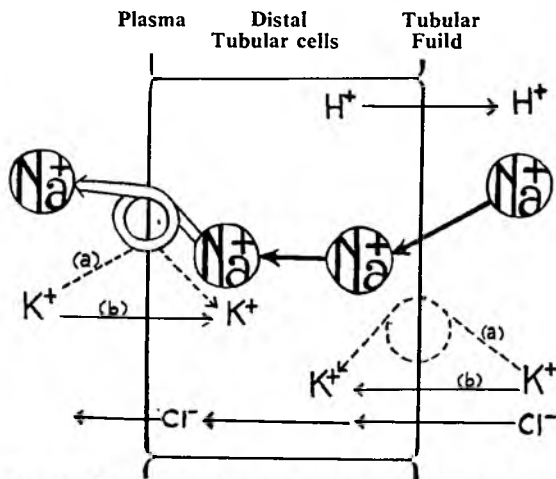 Plasma Distal Tubular
Tubular cells Fuild
H+ H+
Na+ Na+ Na+ Na+
(a) (a)
K+ (b) K+
K+ (b) K+
Cl- Cl-